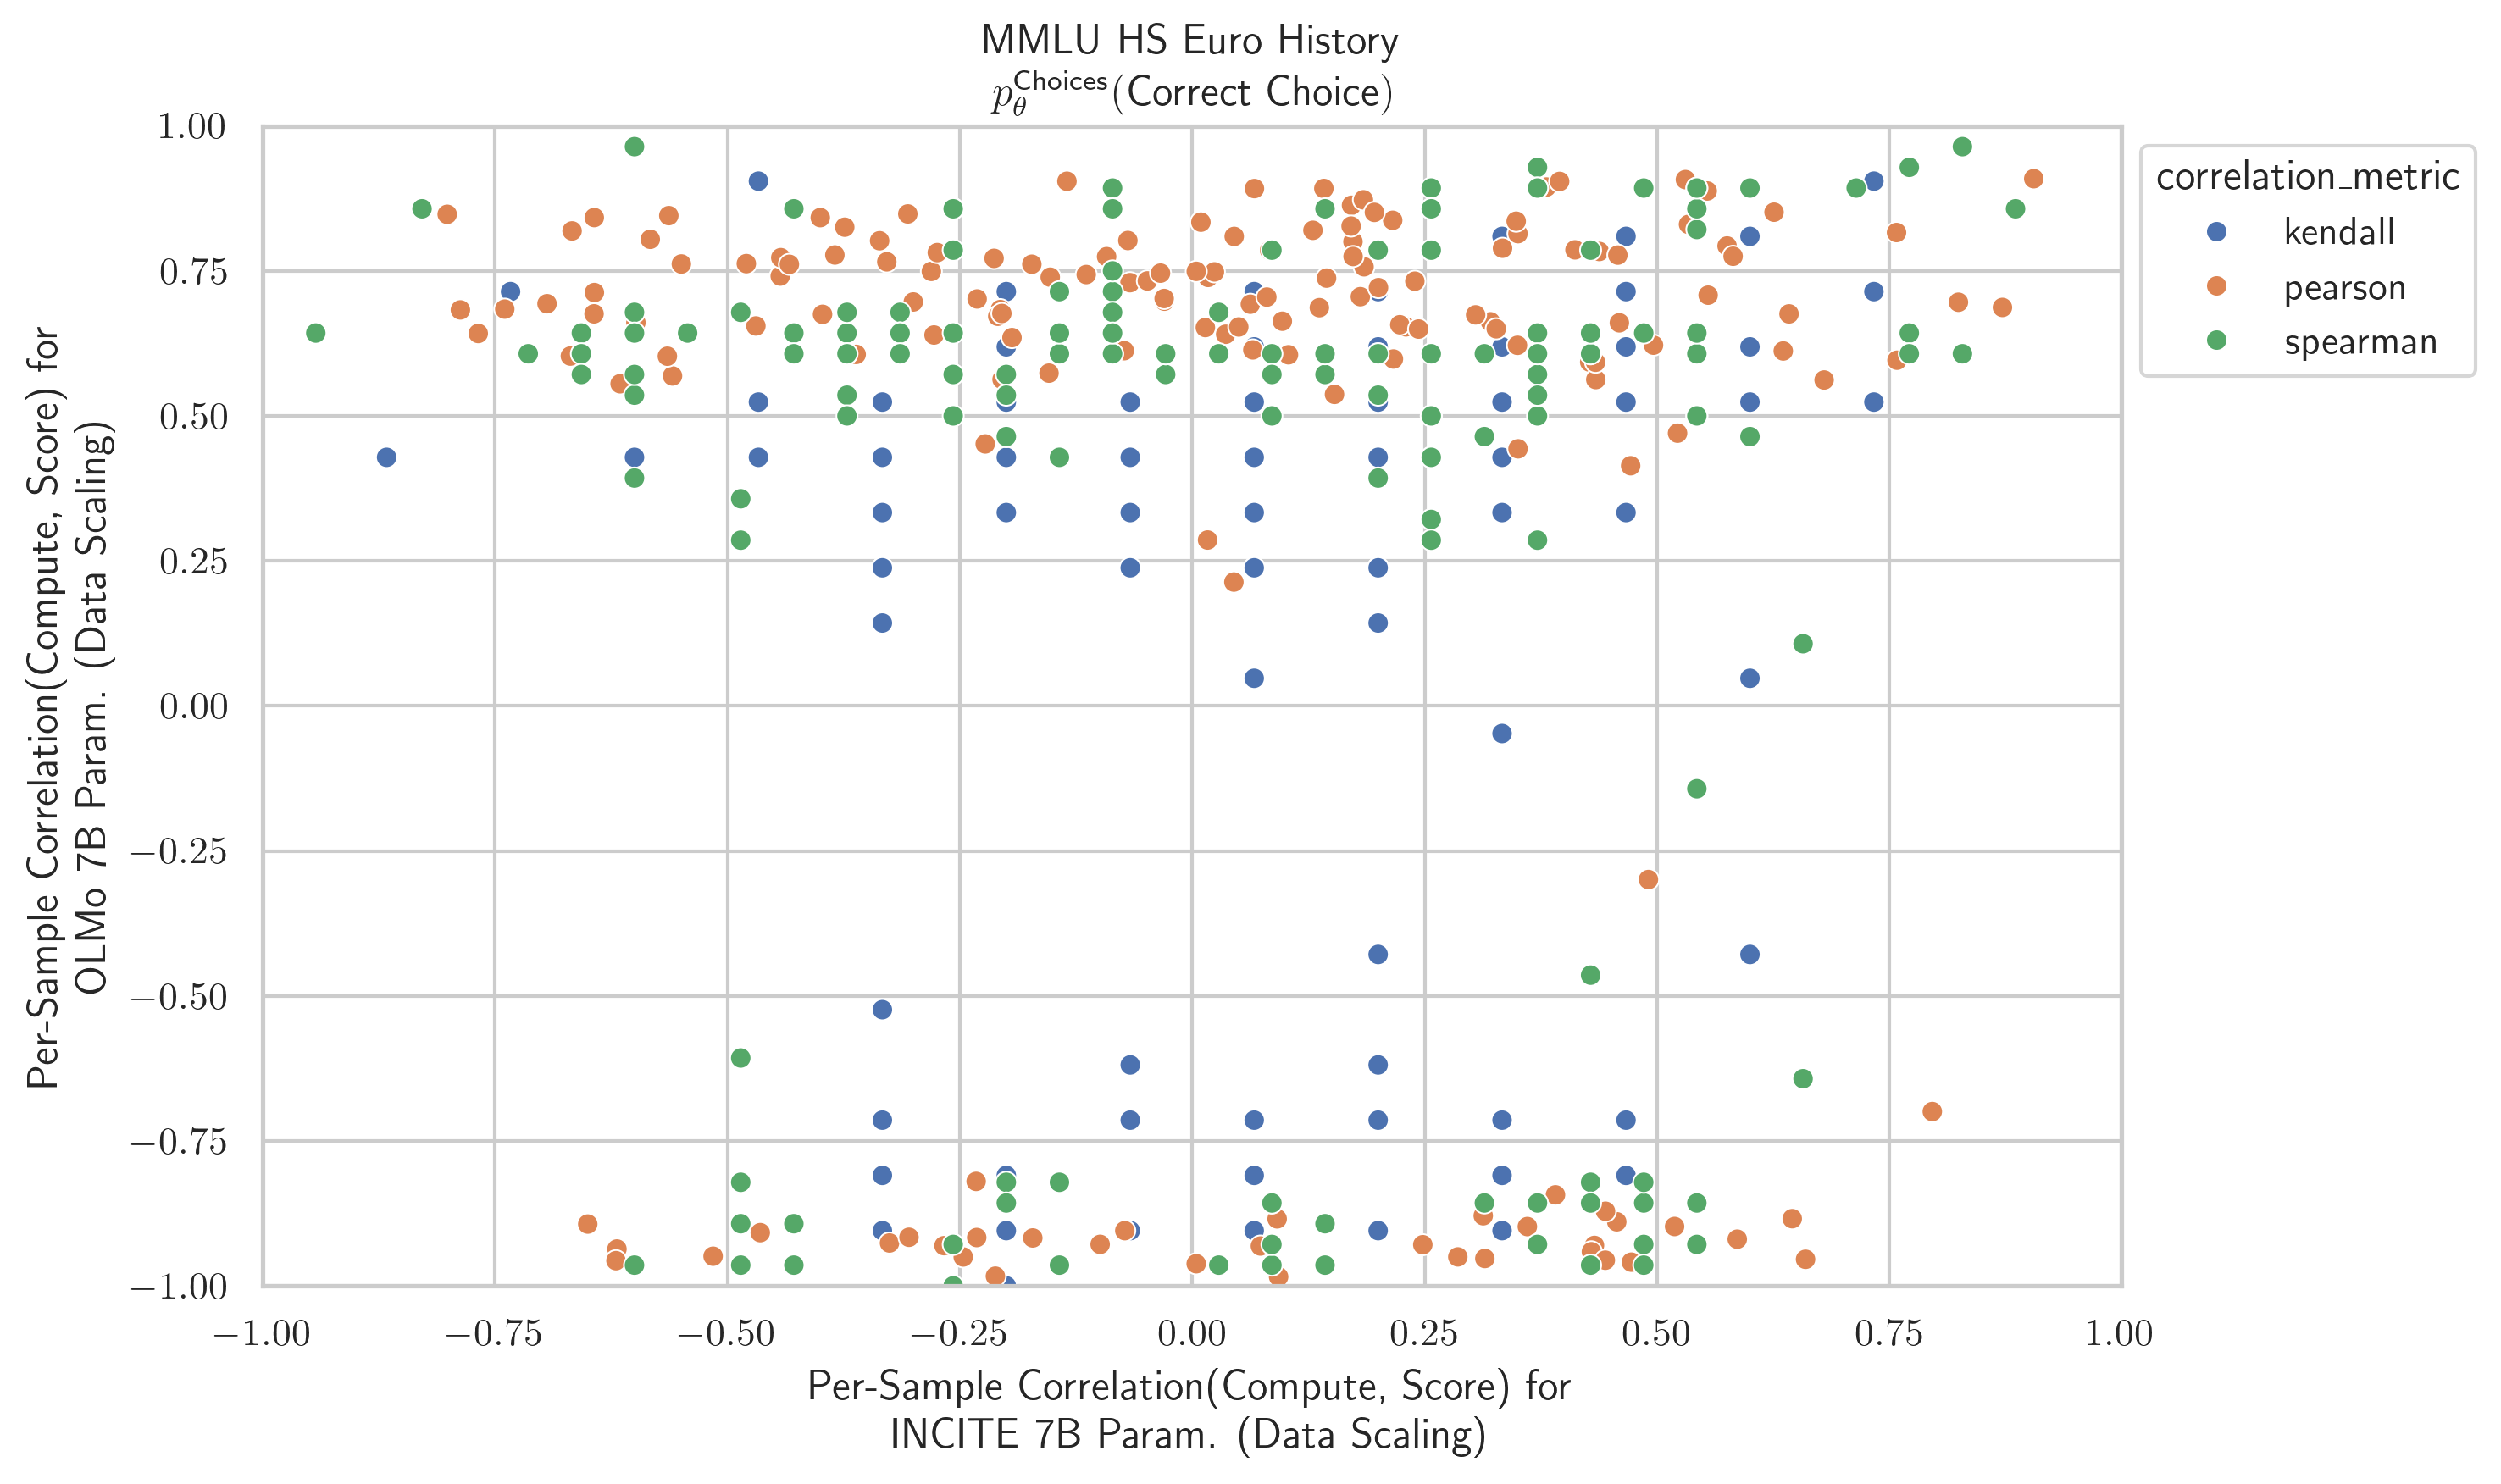 MMLU HS Euro History
p_θ^Choices(Correct Choice)
Per-Sample Correlation(Compute, Score) for
OLMo 7B Param. (Data Scaling)
1.00
0.75
0.50
0.25
0.00
−0.25
−0.50
−0.75
−1.00
−1.00 −0.75 −0.50 −0.25 0.00 0.25 0.50 0.75 1.00
Per-Sample Correlation(Compute, Score) for
INCITE 7B Param. (Data Scaling)
correlation_metric
kendall
pearson
spearman